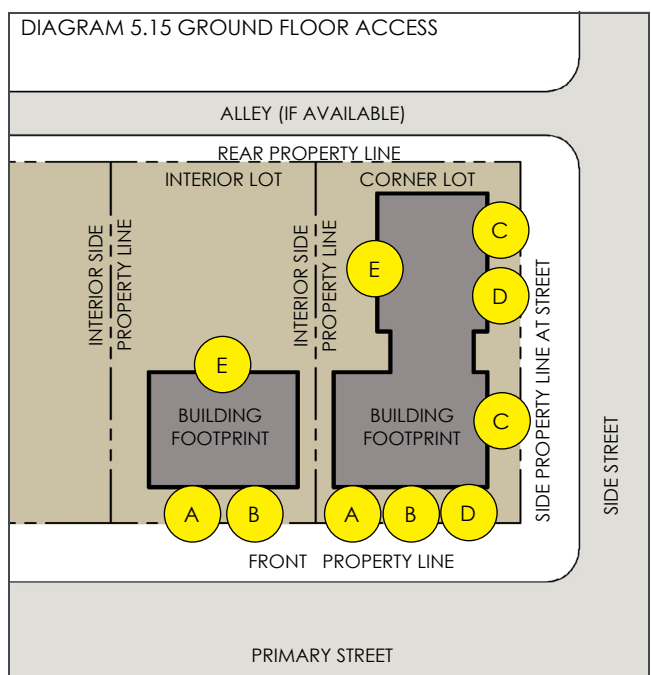 DIAGRAM 5.15 GROUND FLOOR ACCESS
ALLEY (IF AVAILABLE)
REAR PROPERTY LINE
INTERIOR LOT
CORNER LOT
INTERIOR SIDE
PROPERTY LINE
INTERIOR SIDE
PROPERTY LINE
C
E
D
SIDE PROPERTY LINE AT STREET
SIDE STREET
E
BUILDING
FOOTPRINT
BUILDING
FOOTPRINT
C
A
B
A
B
D
FRONT PROPERTY LINE
PRIMARY STREET